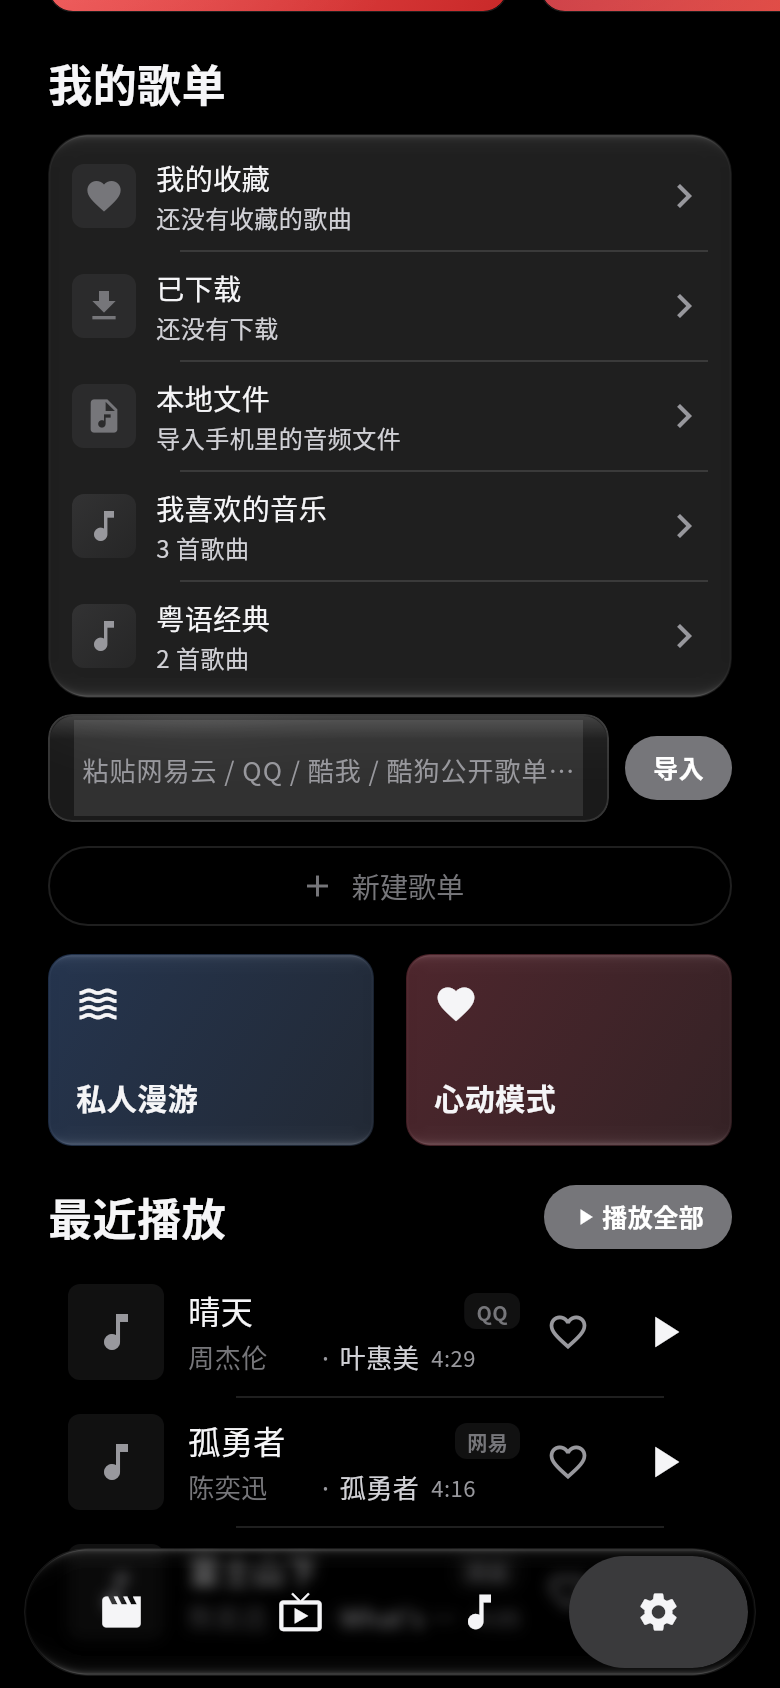 我的歌单
我的收藏
还没有收藏的歌曲
已下载
还没有下载
本地文件
导入手机里的音频文件
我喜欢的音乐
3 首歌曲
粤语经典
2 首歌曲
粘贴网易云 / QQ / 酷我 / 酷狗公开歌单…
导入
新建歌单
私人漫游
心动模式
最近播放
播放全部
晴天
QQ
周杰伦 · 叶惠美 4:29
孤勇者
网易
陈奕迅 · 孤勇者 4:16
富士山下
What's